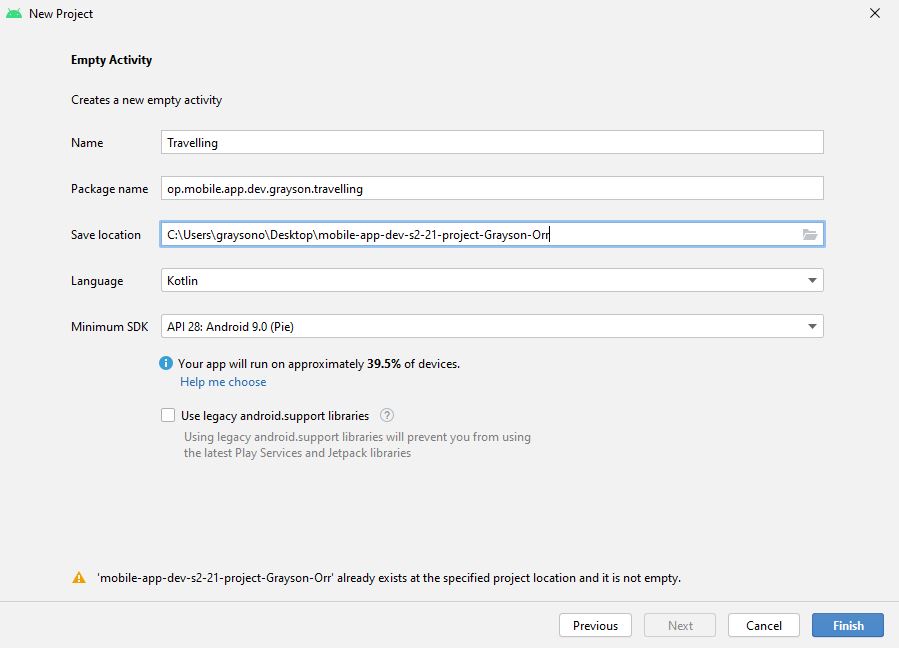 New Project
Empty Activity
Creates a new empty activity
Name Travelling
Package name op.mobile.app.dev.grayson.travelling
Save location C:\Users\graysono\Desktop\mobile-app-dev-s2-21-project-Grayson-Orr
Language Kotlin
Minimum SDK API 28: Android 9.0 (Pie)
Your app will run on approximately 39.5% of devices.
Help me choose
Use legacy android.support libraries ?
Using legacy android.support libraries will prevent you from using
the latest Play Services and Jetpack libraries
'mobile-app-dev-s2-21-project-Grayson-Orr' already exists at the specified project location and it is not empty.
Previous Next Cancel Finish